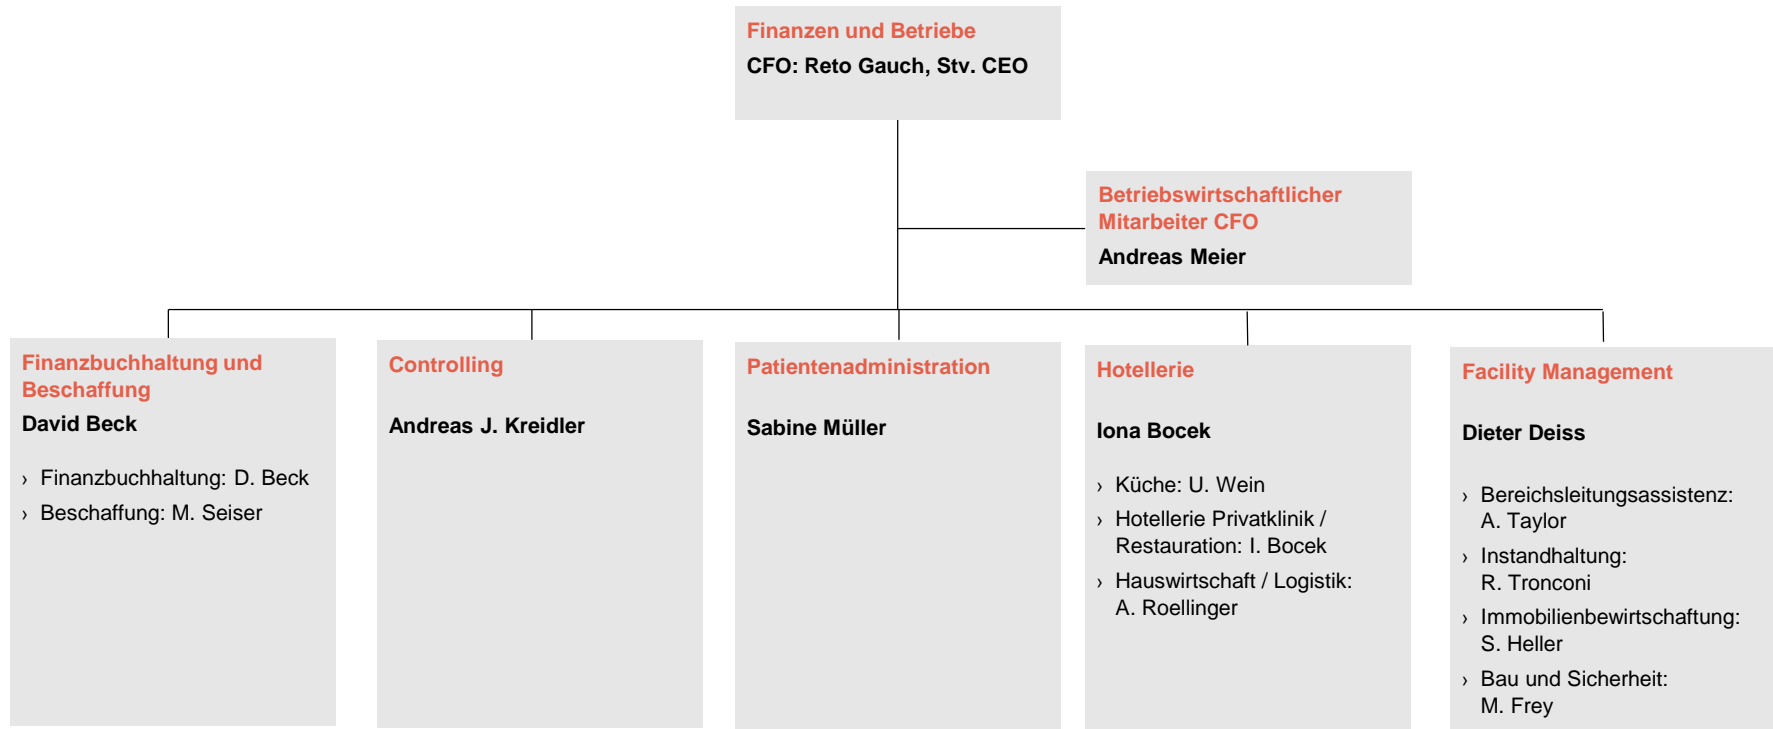 Finanzen und Betriebe
CFO: Reto Gauch, Stv. CEO
Betriebswirtschaftlicher
Mitarbeiter CFO
Andreas Meier
Finanzbuchhaltung und
Beschaffung
David Beck
› Finanzbuchhaltung: D. Beck
› Beschaffung: M. Seiser
Controlling
Andreas J. Kreidler
Patientenadministration
Sabine Müller
Hotellerie
Iona Bocek
› Küche: U. Wein
› Hotellerie Privatklinik /
Restauration: I. Bocek
› Hauswirtschaft / Logistik:
A. Roellinger
Facility Management
Dieter Deiss
› Bereichsleitungsassistenz:
A. Taylor
› Instandhaltung:
R. Tronconi
› Immobilienbewirtschaftung:
S. Heller
› Bau und Sicherheit:
M. Frey